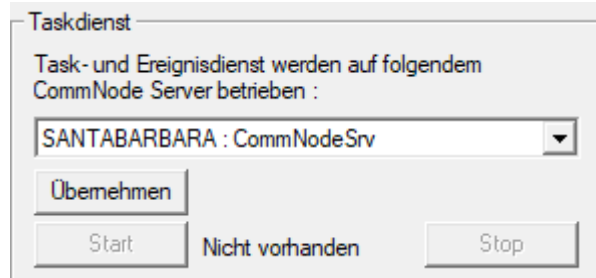 Taskdienst
Task- und Ereignisdienst werden auf folgendem
CommNode Server betrieben :
SANTABARBARA : CommNodeSrv
Übernehmen
Start Nicht vorhanden Stop